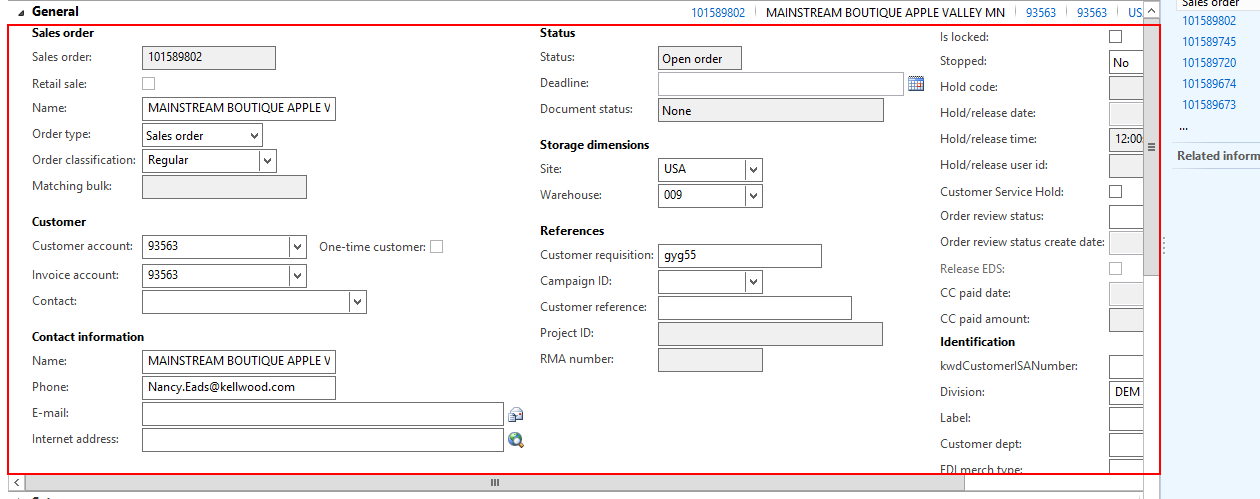 General
101589802 MAINSTREAM BOUTIQUE APPLE VALLEY MN 93563 93563 US
Sales order
Sales order: 101589802
Retail sale:
Name: MAINSTREAM BOUTIQUE APPLE V
Order type: Sales order
Order classification: Regular
Matching bulk:
Customer
Customer account: 93563 One-time customer:
Invoice account: 93563
Contact:
Contact information
Name: MAINSTREAM BOUTIQUE APPLE V
Phone: Nancy.Eads@kellwood.com
E-mail:
Internet address:
Status
Status: Open order
Deadline:
Document status: None
Storage dimensions
Site: USA
Warehouse: 009
References
Customer requisition: gyg55
Campaign ID:
Customer reference:
Project ID:
RMA number:
Is locked:
Stopped: No
Hold code:
Hold/release date:
Hold/release time: 12:00:
Hold/release user id:
Customer Service Hold:
Order review status:
Order review status create date:
Release EDS:
CC paid date:
CC paid amount:
Identification
kwdCustomerISANumber:
Division: DEM
Label:
Customer dept:
EDI merch type:
Sales order
101589802
101589745
101589720
101589674
101589673
...
Related inform